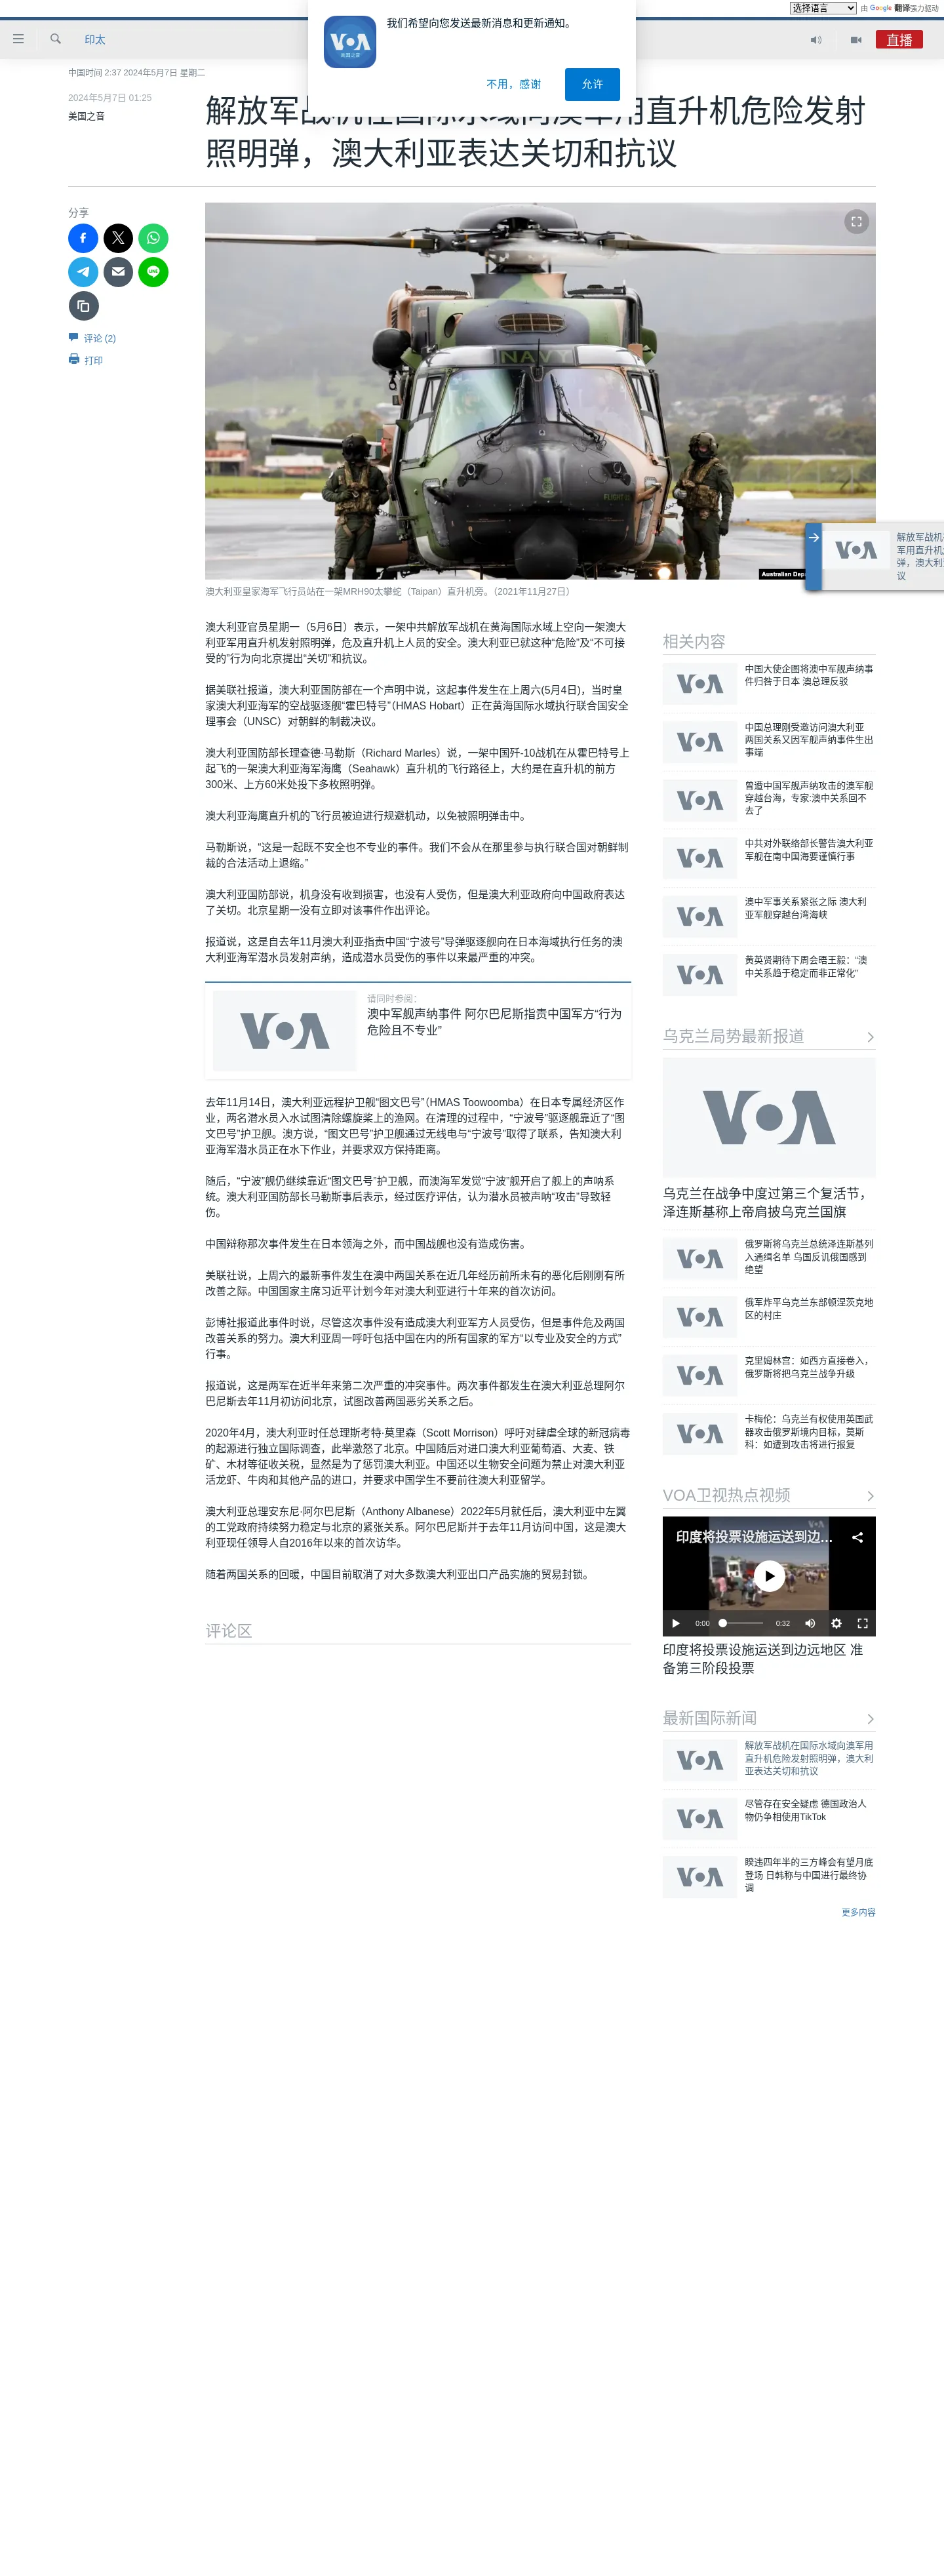 选择语言
由 Google 翻译强力驱动
我们希望向您发送最新消息和更新通知。
VOA
美国之音
不用，感谢
允许
印太
直播
中国时间 2:37 2024年5月7日 星期二
2024年5月7日 01:25
美国之音
解放军战机在国际水域向澳军用直升机危险发射
照明弹，澳大利亚表达关切和抗议
分享
评论 (2)
打印
NAVY
Australian Dep
澳大利亚皇家海军飞行员站在一架MRH90太攀蛇（Taipan）直升机旁。（2021年11月27日）
VOA
解放军战机
军用直升机
弹，澳大利
议
澳大利亚官员星期一（5月6日）表示，一架中共解放军战机在黄海国际水域上空向一架澳大
利亚军用直升机发射照明弹，危及直升机上人员的安全。澳大利亚已就这种“危险”及“不可接
受的”行为向北京提出“关切”和抗议。
据美联社报道，澳大利亚国防部在一个声明中说，这起事件发生在上周六(5月4日)，当时皇
家澳大利亚海军的空战驱逐舰“霍巴特号”（HMAS Hobart）正在黄海国际水域执行联合国安全
理事会（UNSC）对朝鲜的制裁决议。
澳大利亚国防部长理查德·马勒斯（Richard Marles）说，一架中国歼-10战机在从霍巴特号上
起飞的一架澳大利亚海军海鹰（Seahawk）直升机的飞行路径上，大约是在直升机的前方
300米、上方60米处投下多枚照明弹。
澳大利亚海鹰直升机的飞行员被迫进行规避机动，以免被照明弹击中。
马勒斯说，“这是一起既不安全也不专业的事件。我们不会从在那里参与执行联合国对朝鲜制
裁的合法活动上退缩。”
澳大利亚国防部说，机身没有收到损害，也没有人受伤，但是澳大利亚政府向中国政府表达
了关切。北京星期一没有立即对该事件作出评论。
报道说，这是自去年11月澳大利亚指责中国“宁波号”导弹驱逐舰向在日本海域执行任务的澳
大利亚海军潜水员发射声纳，造成潜水员受伤的事件以来最严重的冲突。
VOA
请同时参阅：
澳中军舰声纳事件 阿尔巴尼斯指责中国军方“行为
危险且不专业”
去年11月14日，澳大利亚远程护卫舰“图文巴号”（HMAS Toowoomba）在日本专属经济区作
业，两名潜水员入水试图清除螺旋桨上的渔网。在清理的过程中，“宁波号”驱逐舰靠近了“图
文巴号”护卫舰。澳方说，“图文巴号”护卫舰通过无线电与“宁波号”取得了联系，告知澳大利
亚海军潜水员正在水下作业，并要求双方保持距离。
随后，“宁波”舰仍继续靠近“图文巴号”护卫舰，而澳海军发觉“宁波”舰开启了舰上的声呐系
统。澳大利亚国防部长马勒斯事后表示，经过医疗评估，认为潜水员被声呐“攻击”导致轻
伤。
中国辩称那次事件发生在日本领海之外，而中国战舰也没有造成伤害。
美联社说，上周六的最新事件发生在澳中两国关系在近几年经历前所未有的恶化后刚刚有所
改善之际。中国国家主席习近平计划今年对澳大利亚进行十年来的首次访问。
彭博社报道此事件时说，尽管这次事件没有造成澳大利亚军方人员受伤，但是事件危及两国
改善关系的努力。澳大利亚周一呼吁包括中国在内的所有国家的军方“以专业及安全的方式”
行事。
报道说，这是两军在近半年来第二次严重的冲突事件。两次事件都发生在澳大利亚总理阿尔
巴尼斯去年11月初访问北京，试图改善两国恶劣关系之后。
2020年4月，澳大利亚时任总理斯考特·莫里森（Scott Morrison）呼吁对肆虐全球的新冠病毒
的起源进行独立国际调查，此举激怒了北京。中国随后对进口澳大利亚葡萄酒、大麦、铁
矿、木材等征收关税，显然是为了惩罚澳大利亚。中国还以生物安全问题为禁止对澳大利亚
活龙虾、牛肉和其他产品的进口，并要求中国学生不要前往澳大利亚留学。
澳大利亚总理安东尼·阿尔巴尼斯（Anthony Albanese）2022年5月就任后，澳大利亚中左翼
的工党政府持续努力稳定与北京的紧张关系。阿尔巴尼斯并于去年11月访问中国，这是澳大
利亚现任领导人自2016年以来的首次访华。
随着两国关系的回暖，中国目前取消了对大多数澳大利亚出口产品实施的贸易封锁。
评论区
相关内容
VOA
中国大使企图将澳中军舰声纳事
件归咎于日本 澳总理反驳
VOA
中国总理刚受邀访问澳大利亚
两国关系又因军舰声纳事件生出
事端
VOA
曾遭中国军舰声纳攻击的澳军舰
穿越台海，专家:澳中关系回不
去了
VOA
中共对外联络部长警告澳大利亚
军舰在南中国海要谨慎行事
VOA
澳中军事关系紧张之际 澳大利
亚军舰穿越台湾海峡
VOA
黄英贤期待下周会晤王毅：“澳
中关系趋于稳定而非正常化”
乌克兰局势最新报道
VOA
乌克兰在战争中度过第三个复活节，
泽连斯基称上帝肩披乌克兰国旗
VOA
俄罗斯将乌克兰总统泽连斯基列
入通缉名单 乌国反讥俄国感到
绝望
VOA
俄军炸平乌克兰东部顿涅茨克地
区的村庄
VOA
克里姆林宫：如西方直接卷入，
俄罗斯将把乌克兰战争升级
VOA
卡梅伦：乌克兰有权使用英国武
器攻击俄罗斯境内目标，莫斯
科：如遭到攻击将进行报复
VOA卫视热点视频
印度将投票设施运送到边...
0:00
0:32
印度将投票设施运送到边远地区 准
备第三阶段投票
最新国际新闻
VOA
解放军战机在国际水域向澳军用
直升机危险发射照明弹，澳大利
亚表达关切和抗议
VOA
尽管存在安全疑虑 德国政治人
物仍争相使用TikTok
VOA
暌违四年半的三方峰会有望月底
登场 日韩称与中国进行最终协
调
更多内容